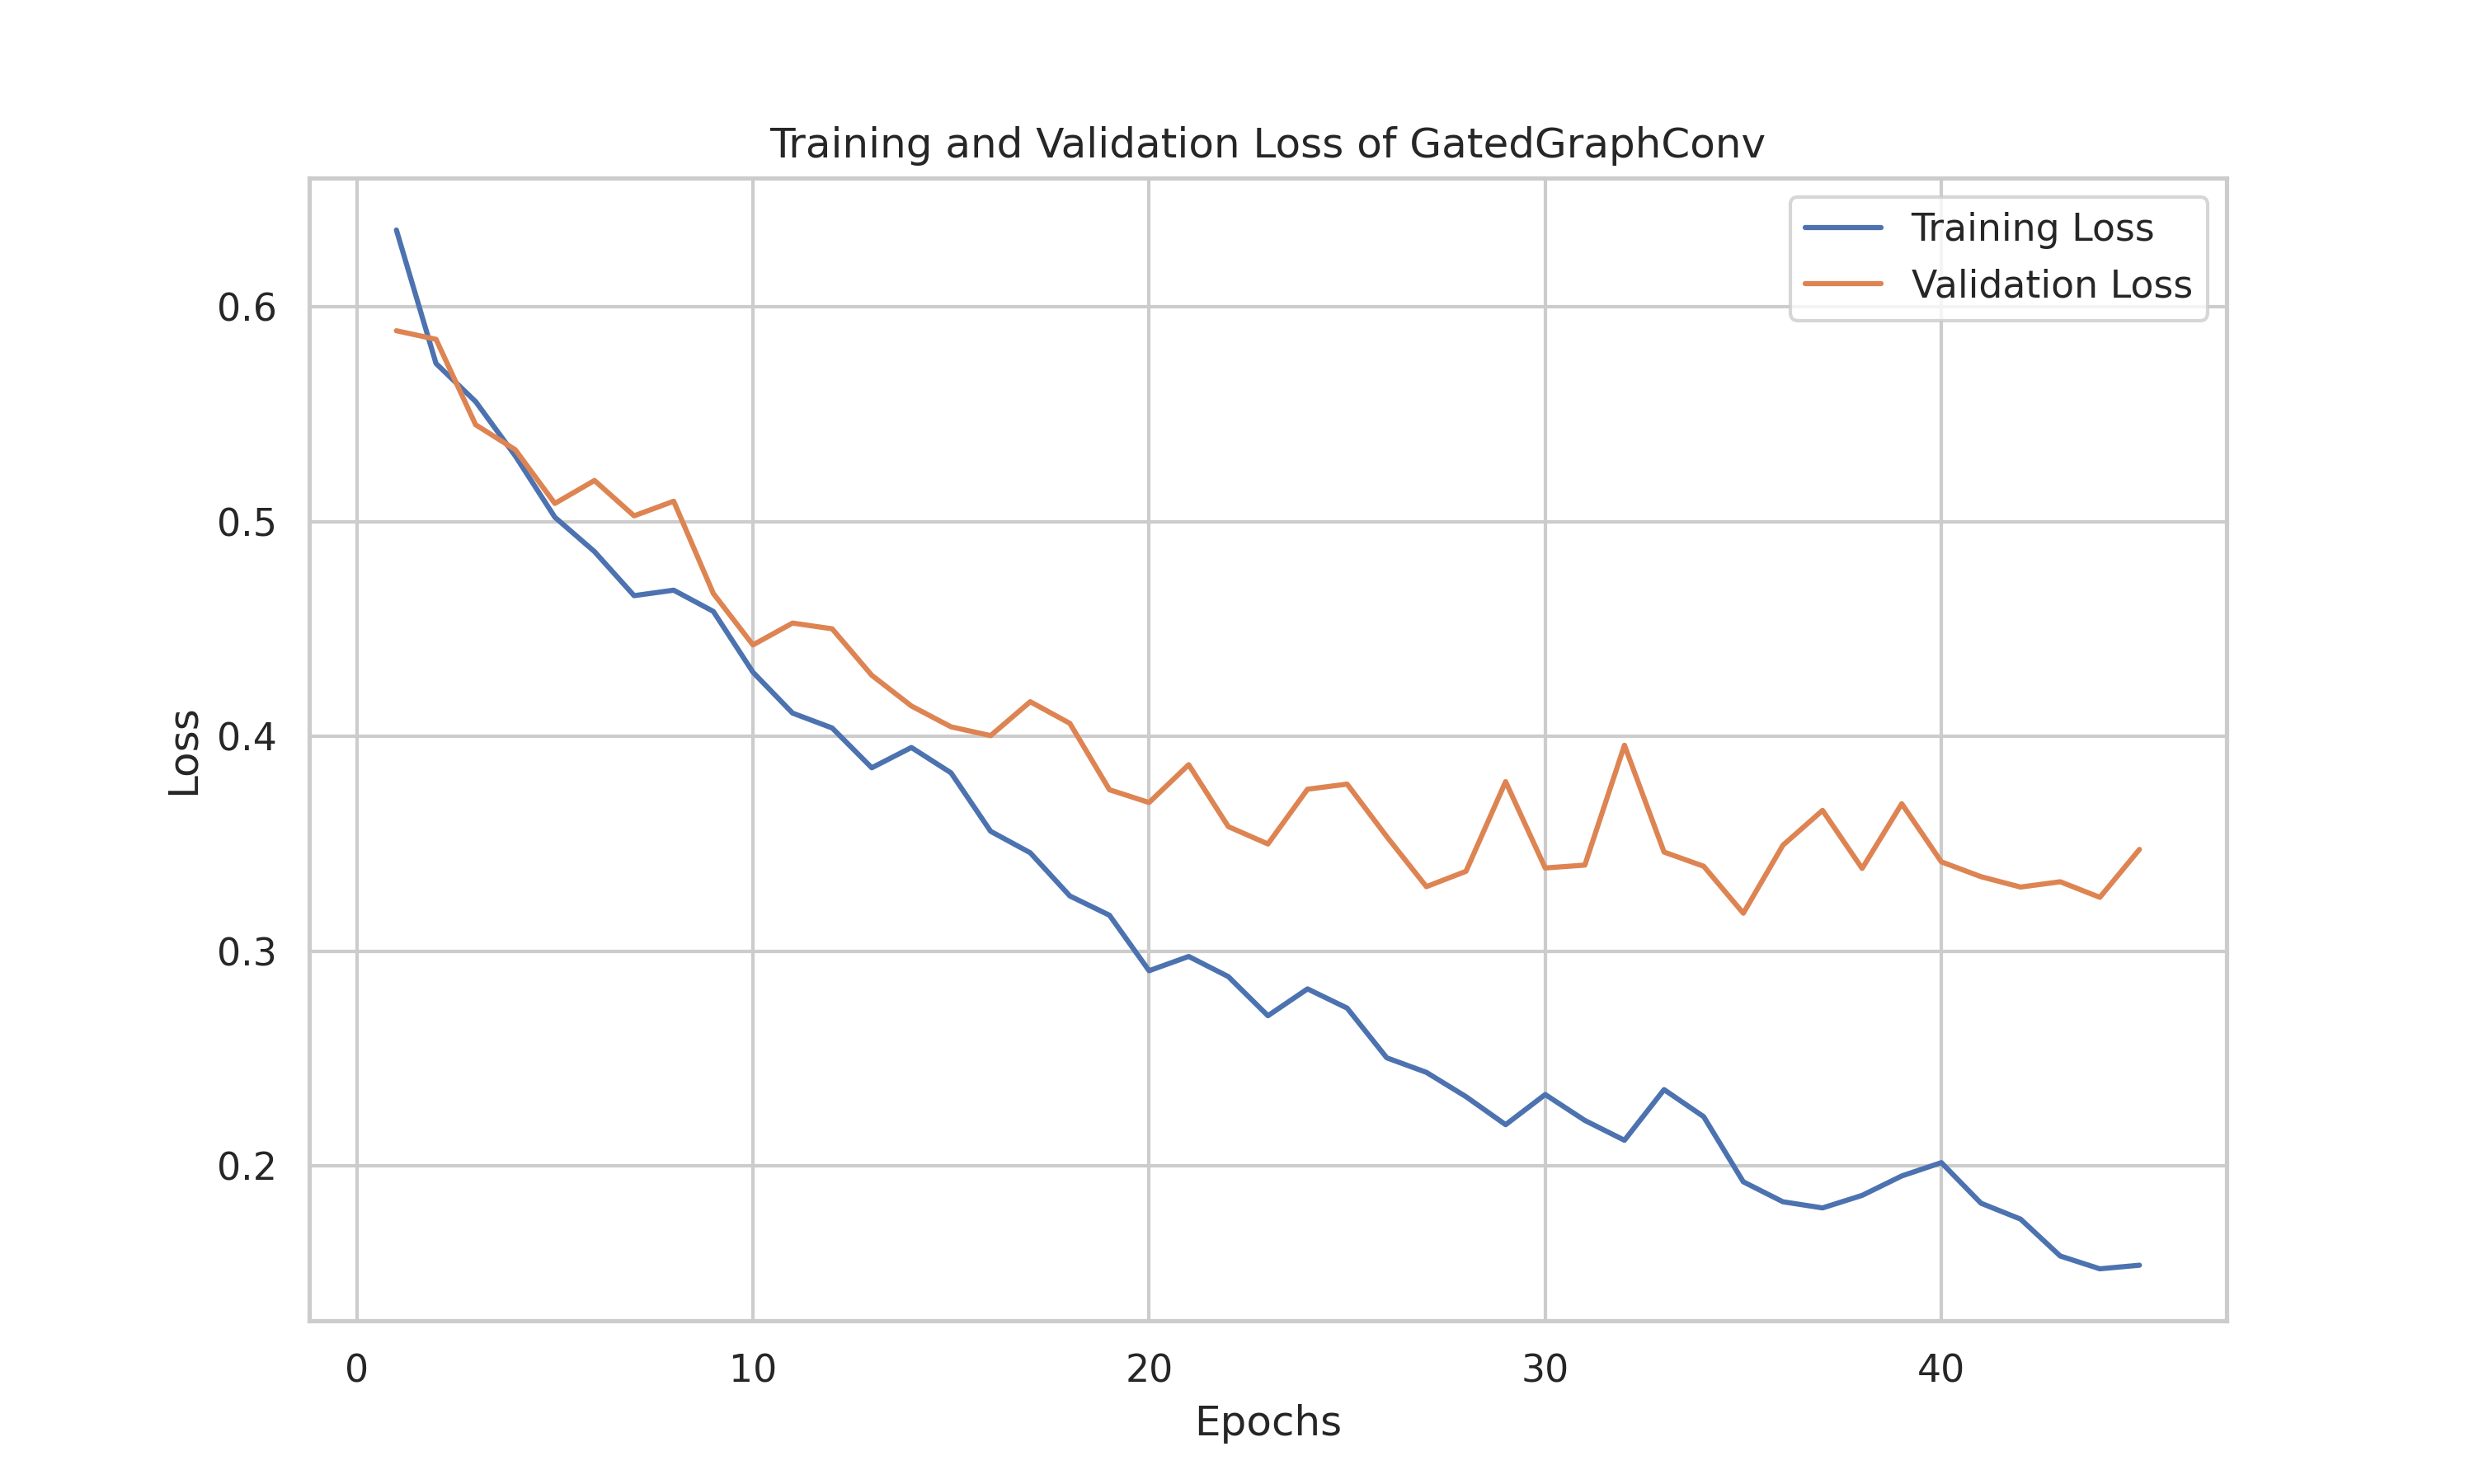 Training and Validation Loss of GatedGraphConv
Training Loss
Validation Loss
Loss
0.6
0.5
0.4
0.3
0.2
0
10
20
30
40
Epochs